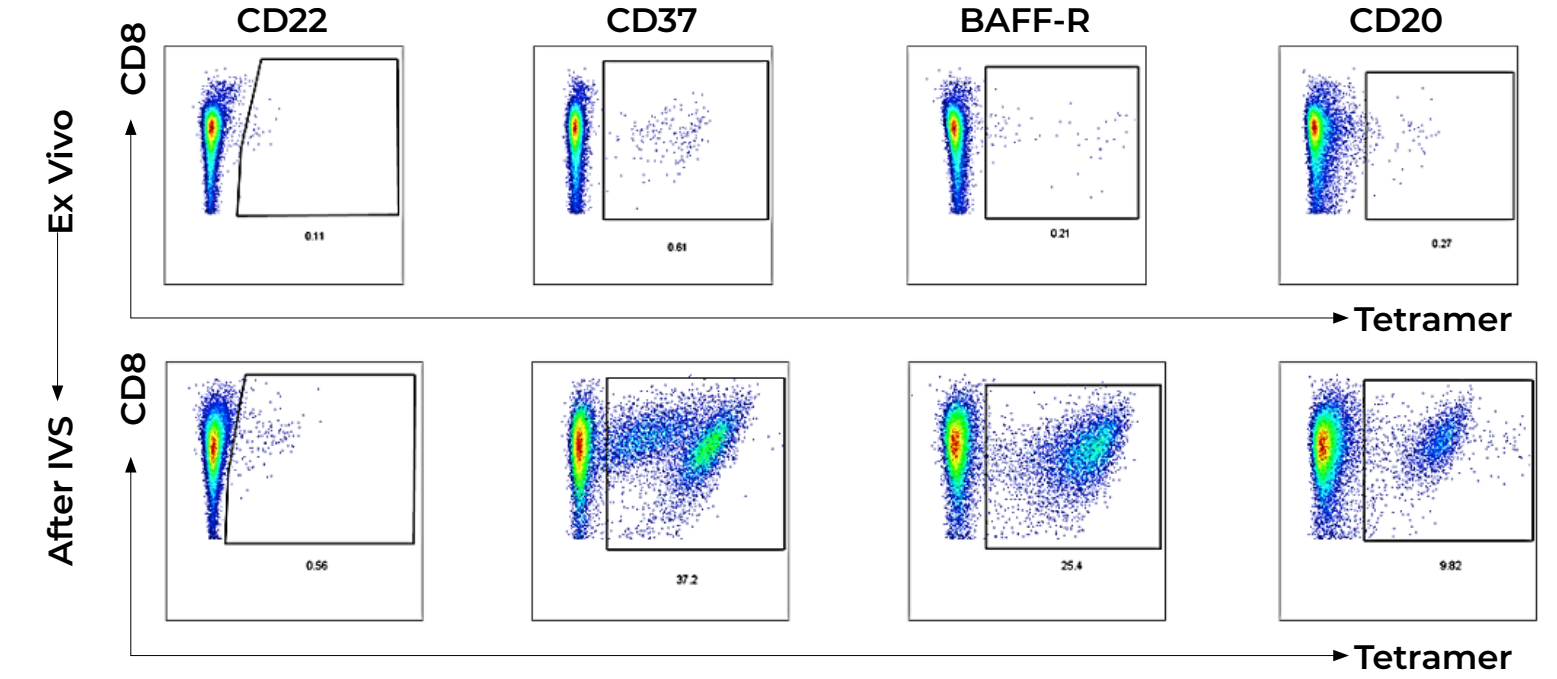 CD22
CD37
BAFF-R
CD20
CD8
Ex Vivo
0.11
0.61
0.21
0.27
Tetramer
CD8
After IVS
0.56
37.2
25.4
9.82
Tetramer